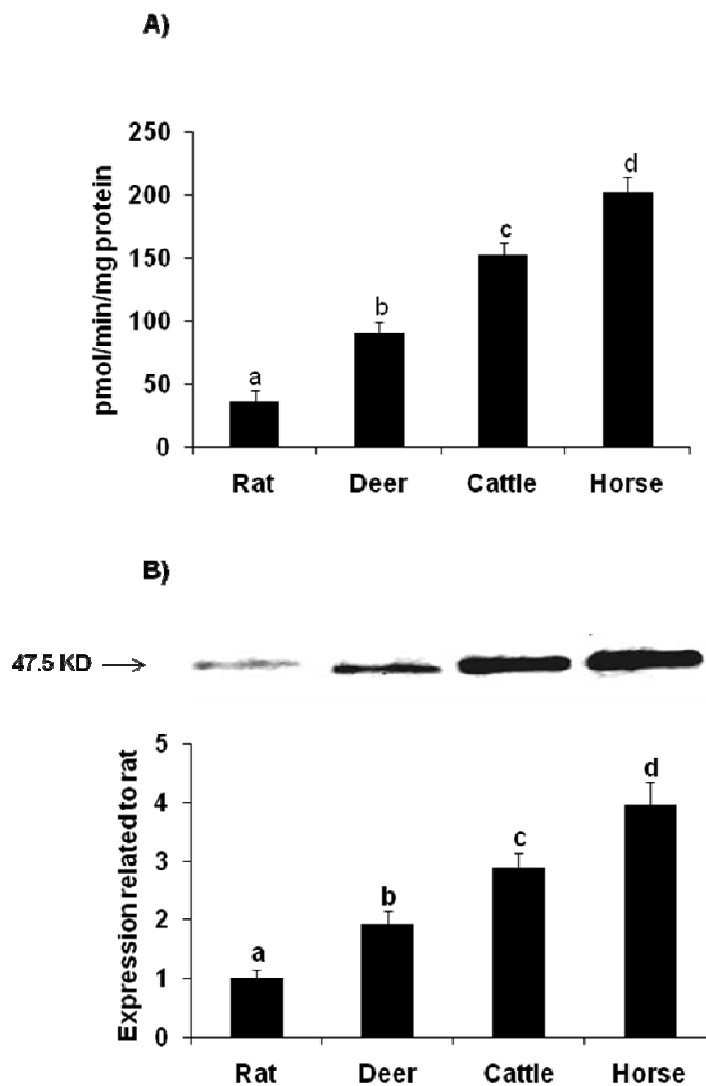 A)
250
200
150
100
50
0
pmol/min/mg protein
a
b
c
d
Rat Deer Cattle Horse
B)
47.5 KD →
5
4
3
2
1
0
Expression related to rat
a
b
c
d
Rat Deer Cattle Horse